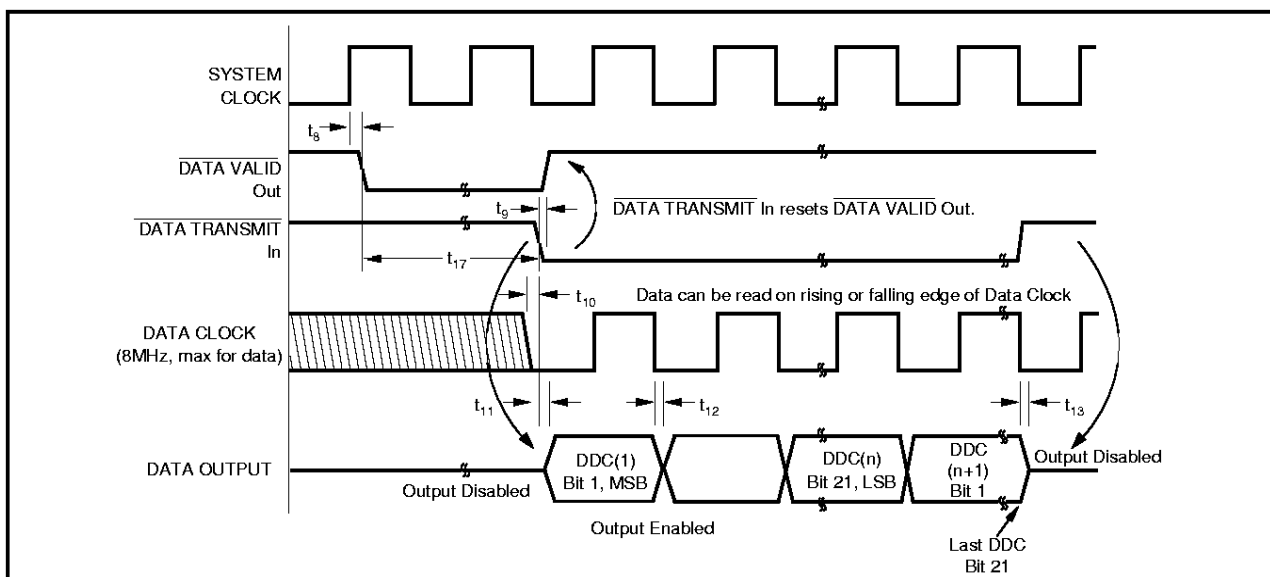 SYSTEM
CLOCK
t8
DATA VALID
Out
t9
DATA TRANSMIT In resets DATA VALID Out.
DATA TRANSMIT
In
t17
t10
Data can be read on rising or falling edge of Data Clock
DATA CLOCK
(8MHz, max for data)
t11
t12
t13
DATA OUTPUT
Output Disabled
DDC(1)
Bit 1, MSB
Output Enabled
DDC(n)
Bit 21, LSB
DDC
(n+1)
Bit 1
Output Disabled
Last DDC
Bit 21